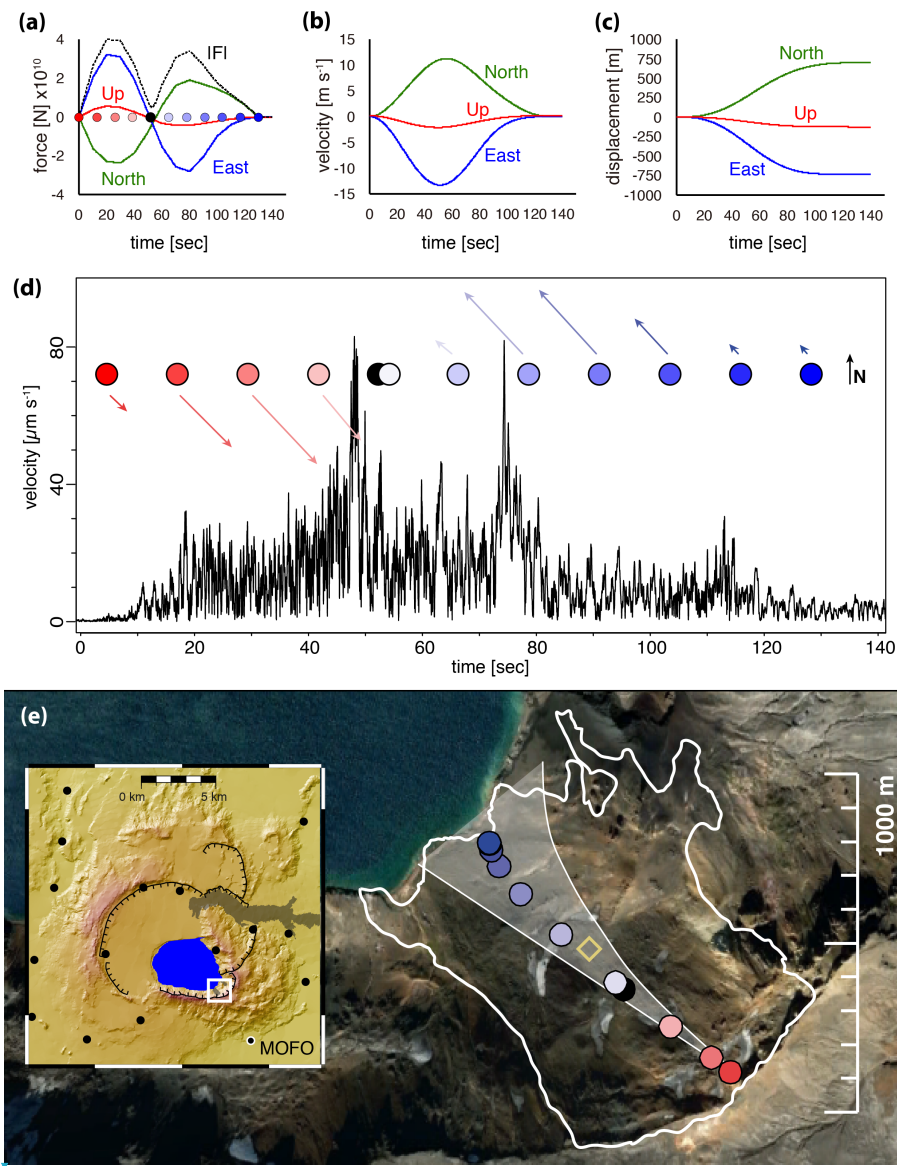 (a)
4
2
0
-2
-4
force [N] x10¹⁰
IFI
Up
North
East
0 20 40 60 80 100 120 140
time [sec]
(b)
15
10
5
0
-5
-10
-15
velocity [m s⁻¹]
North
Up
East
0 20 40 60 80 100 120 140
time [sec]
(c)
1000
750
500
250
0
-250
-500
-750
-1000
displacement [m]
North
Up
East
0 20 40 60 80 100 120 140
time [sec]
(d)
80
40
0
velocity [µm s⁻¹]
N
0 20 40 60 80 100 120 140
time [sec]
(e)
0 km 5 km
MOFO
1000 m